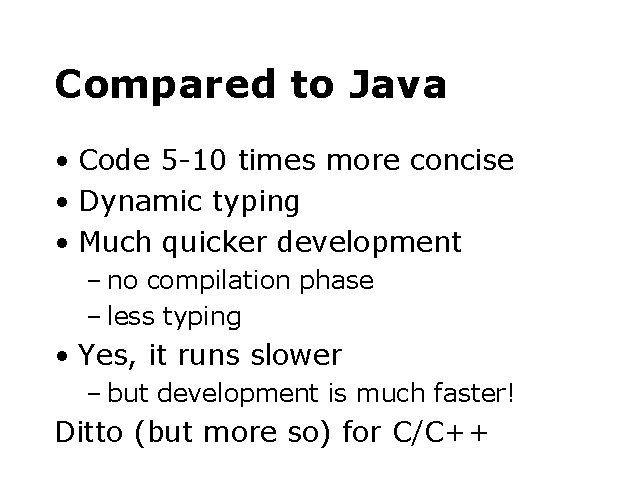 Compared to Java
• Code 5-10 times more concise
• Dynamic typing
• Much quicker development
– no compilation phase
– less typing
• Yes, it runs slower
– but development is much faster!
Ditto (but more so) for C/C++